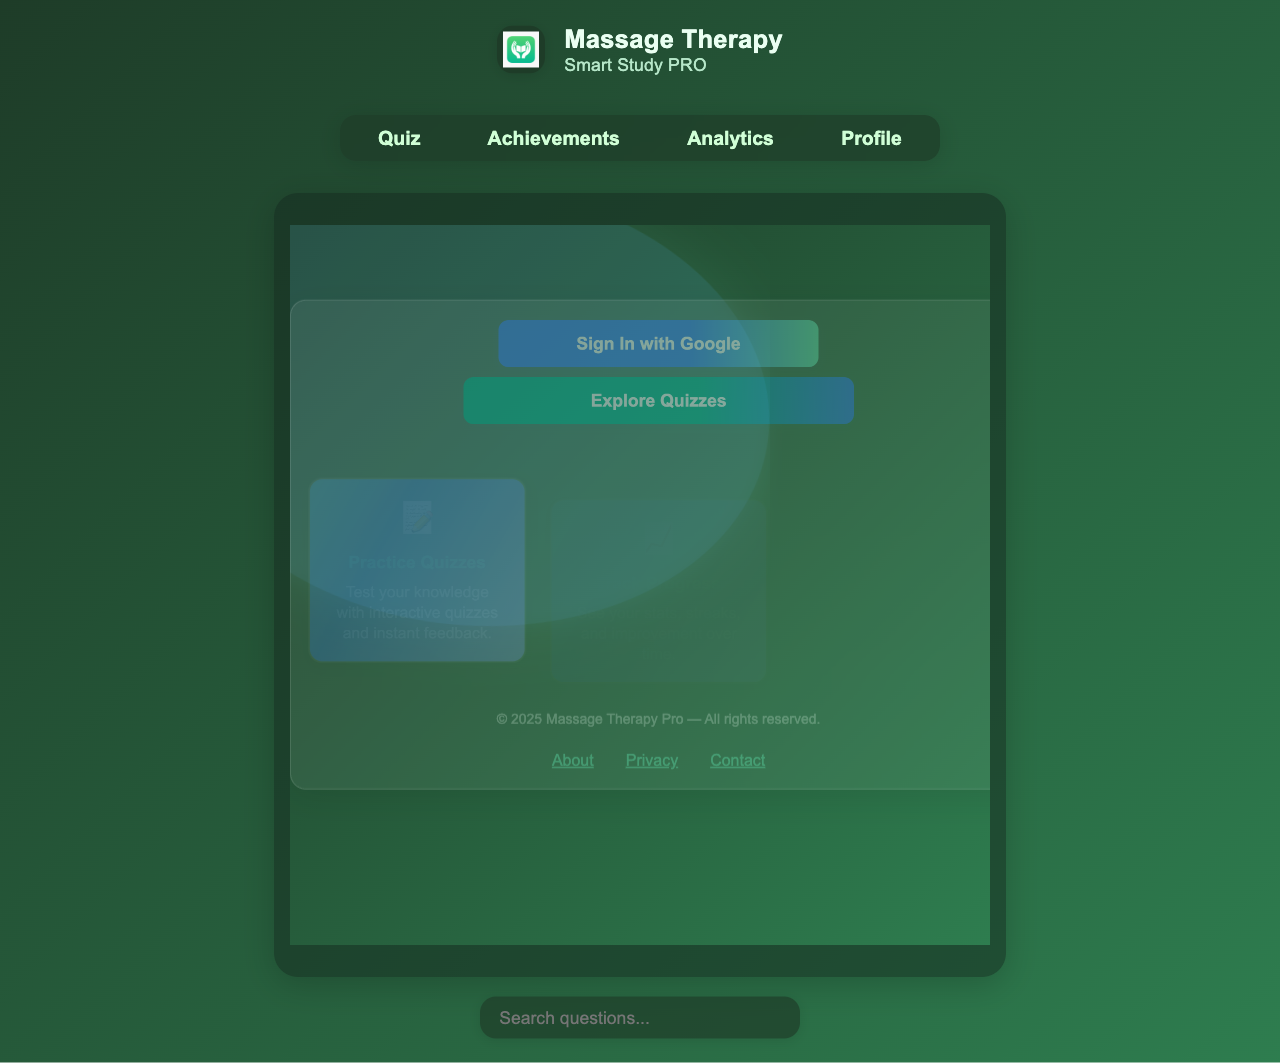 Massage Therapy
Smart Study PRO
Quiz
Achievements
Analytics
Profile
Sign In with Google
Explore Quizzes
Practice Quizzes
Test your knowledge
with interactive quizzes
and instant feedback.
© 2025 Massage Therapy Pro — All rights reserved.
About
Privacy
Contact
Search questions...